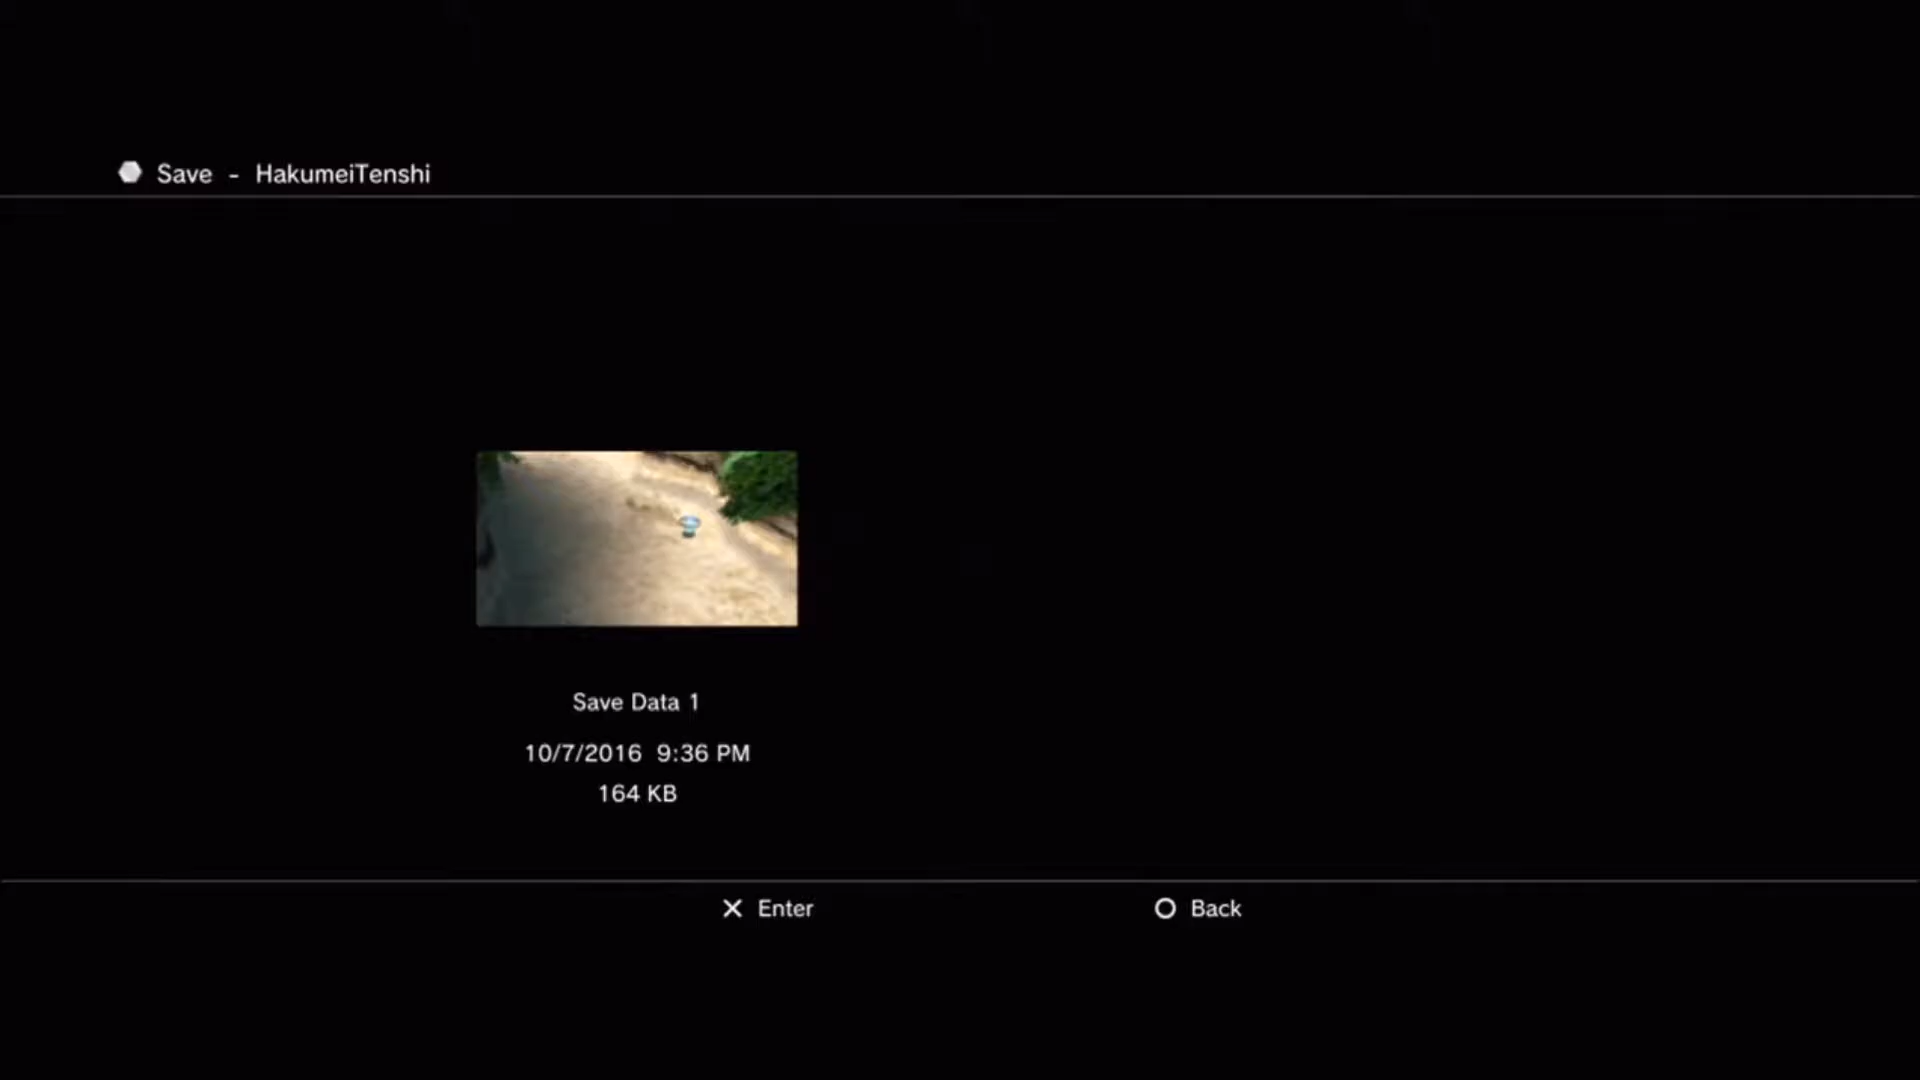 Save - HakumeiTenshi
Save Data 1
10/7/2016 9:36 PM
164 KB
Enter
Back